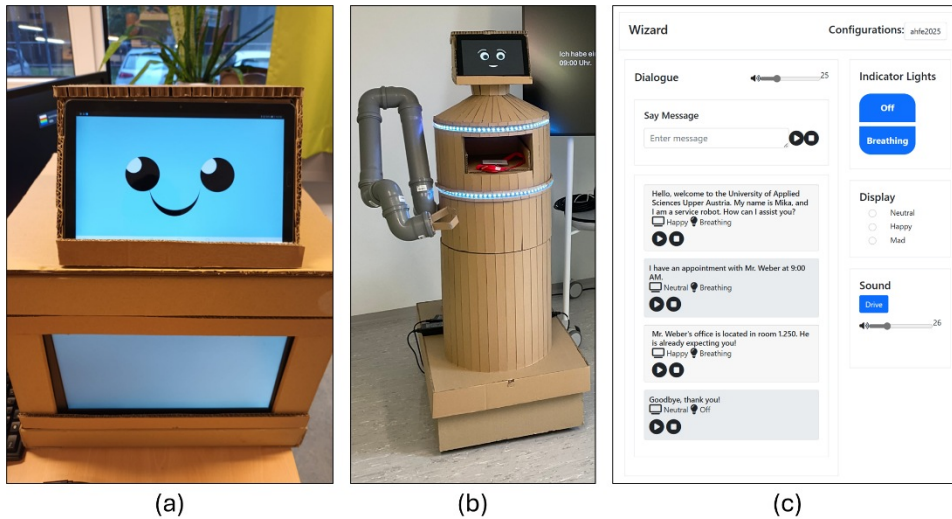 Ich habe ei
09:00 Uhr.
Wizard
Configurations: ahfe2025
Dialogue
25
Say Message
Enter message
Hello, welcome to the University of Applied
Sciences Upper Austria. My name is Mika, and
I am a service robot. How can I assist you?
Happy Breathing
I have an appointment with Mr. Weber at 9:00
AM.
Neutral Breathing
Mr. Weber's office is located in room 1.250. He
is already expecting you!
Happy Breathing
Goodbye, thank you!
Neutral Off
Indicator Lights
Off
Breathing
Display
Neutral
Happy
Mad
Sound
Drive
26
(a)
(b)
(c)